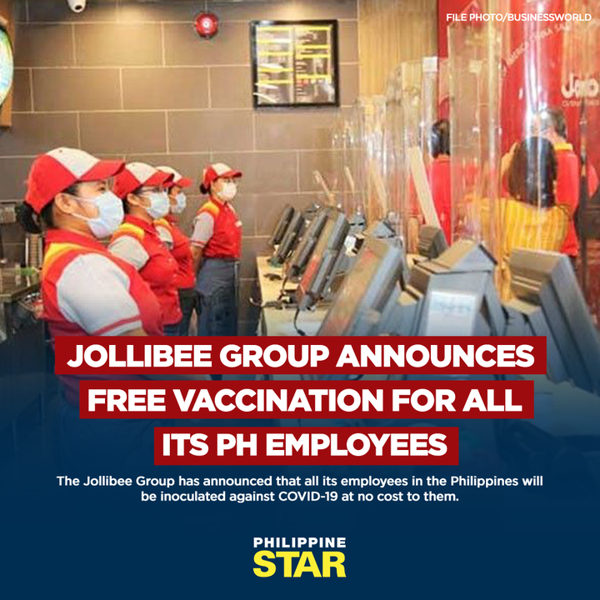 FILE PHOTO/BUSINESSWORLD
JOLLIBEE GROUP ANNOUNCES
FREE VACCINATION FOR ALL
ITS PH EMPLOYEES
The Jollibee Group has announced that all its employees in the Philippines will
be inoculated against COVID-19 at no cost to them.
PHILIPPINE
STAR